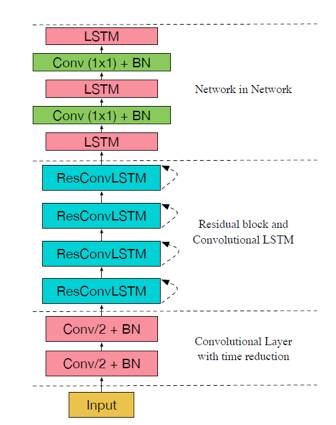 LSTM
Conv (1x1) + BN
LSTM
Network in Network
Conv (1x1) + BN
LSTM
ResConvLSTM
ResConvLSTM
Residual block and
Convolutional LSTM
ResConvLSTM
ResConvLSTM
Conv/2 + BN
Convolutional Layer
with time reduction
Conv/2 + BN
Input